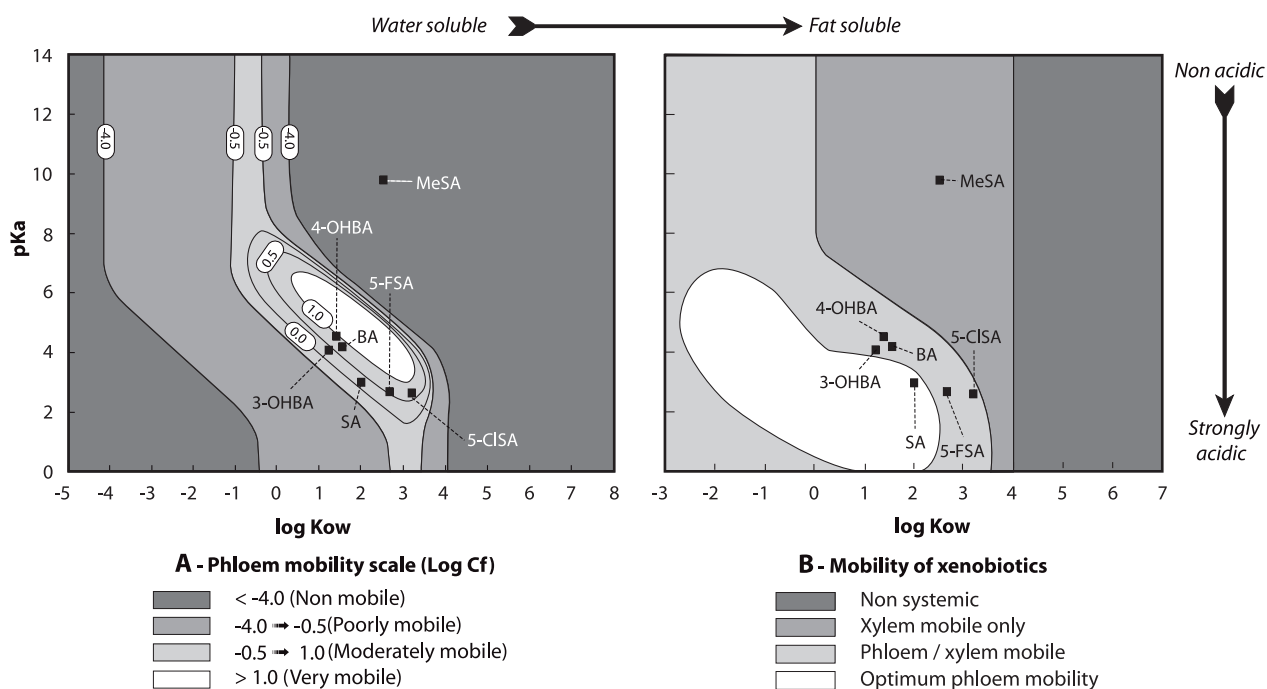 Water soluble Fat soluble
14
12
10
8
6
4
2
0
pKa
-4.0 -0.5 -0.5 -4.0
MeSA
4-OHBA
0.5
5-FSA
1.0
BA
0.0
3-OHBA
SA
5-ClSA
-5 -4 -3 -2 -1 0 1 2 3 4 5 6 7 8
log Kow
MeSA
4-OHBA
5-ClSA
BA
3-OHBA
SA
5-FSA
-3 -2 -1 0 1 2 3 4 5 6 7
log Kow
Non acidic
Strongly
acidic
A - Phloem mobility scale (Log Cf)
< -4.0 (Non mobile)
-4.0 ➟ -0.5 (Poorly mobile)
-0.5 ➟ 1.0 (Moderately mobile)
> 1.0 (Very mobile)
B - Mobility of xenobiotics
Non systemic
Xylem mobile only
Phloem / xylem mobile
Optimum phloem mobility